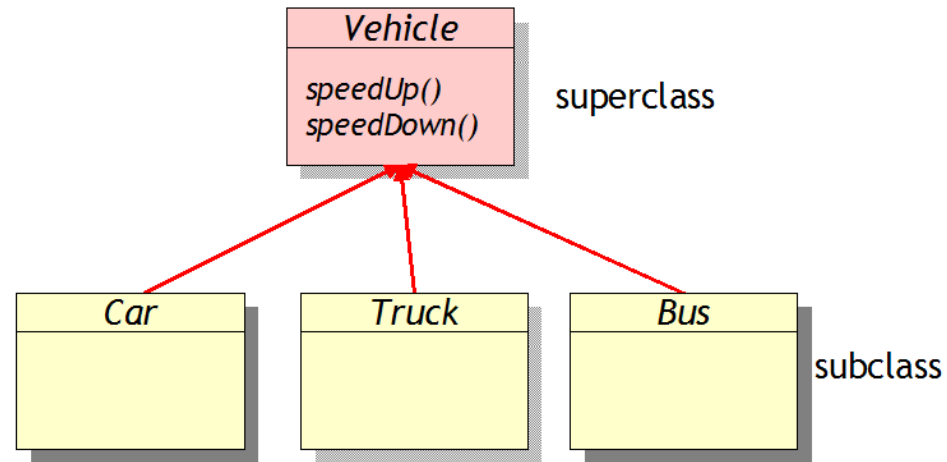 Vehicle
speedUp()
speedDown()
superclass
Car
Truck
Bus
subclass